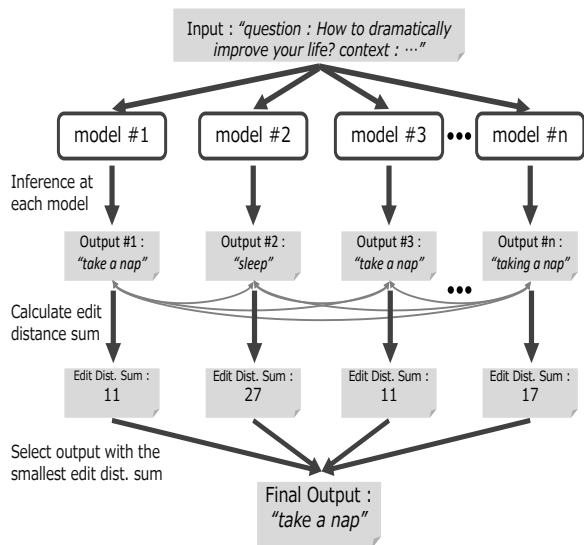 Input : “question : How to dramatically
improve your life? context : ⋯”
model #1
model #2
model #3
•••
model #n
Inference at
each model
Output #1 :
“take a nap”
Output #2 :
“sleep”
Output #3 :
“take a nap”
Output #n :
“taking a nap”
•••
Calculate edit
distance sum
Edit Dist. Sum :
11
Edit Dist. Sum :
27
Edit Dist. Sum :
11
Edit Dist. Sum :
17
Select output with the
smallest edit dist. sum
Final Output :
“take a nap”